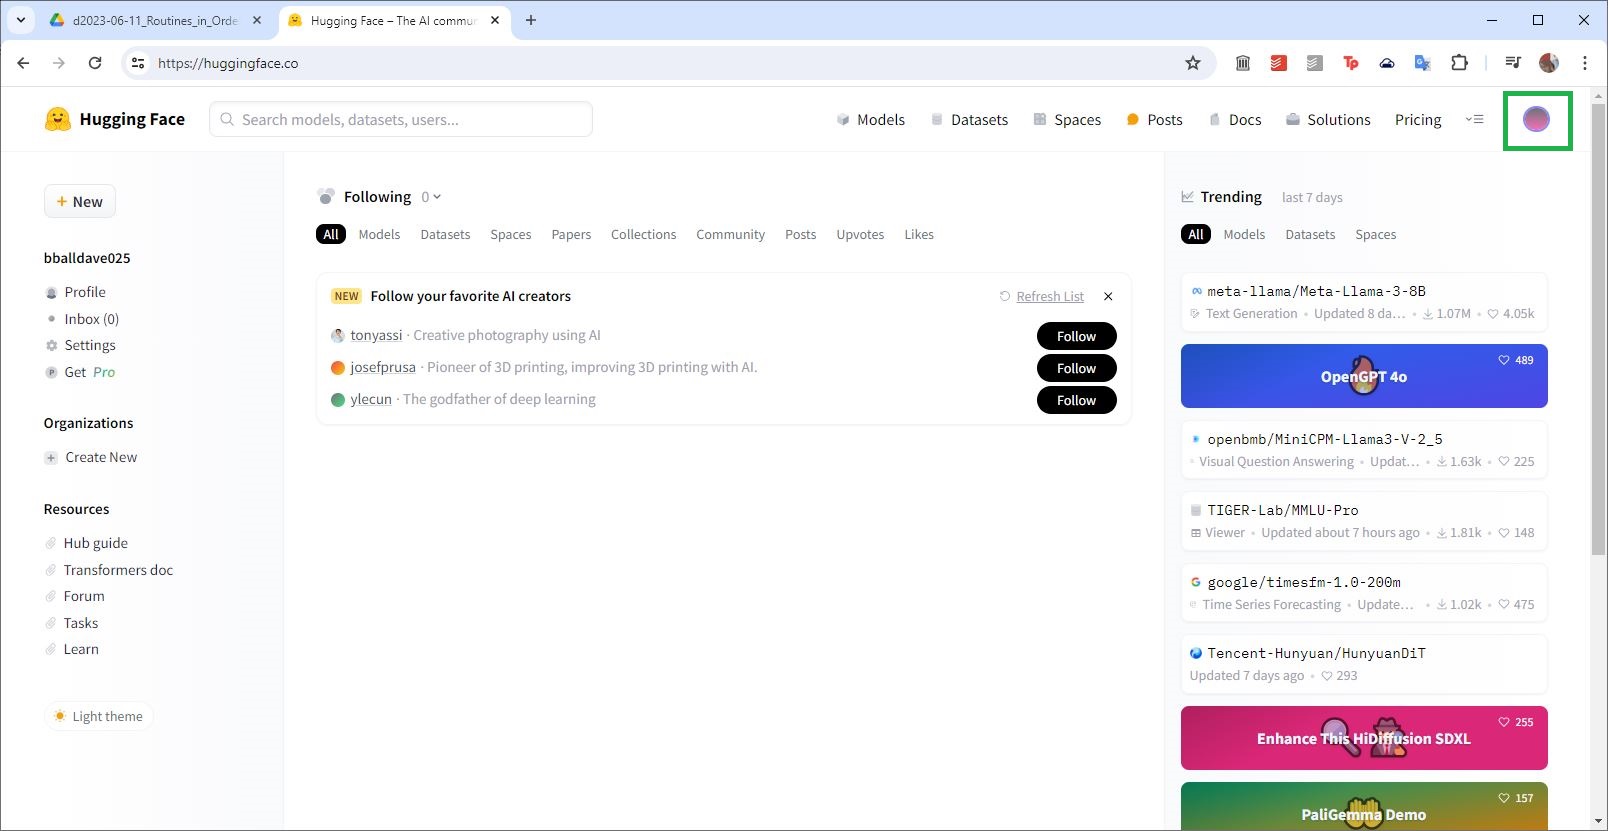 d2023-06-11_Routines_in_Orde
Hugging Face – The AI commun
https://huggingface.co
Hugging Face
Search models, datasets, users...
Models
Datasets
Spaces
Posts
Docs
Solutions
Pricing
+ New
bballdave025
Profile
Inbox (0)
Settings
Get Pro
Organizations
Create New
Resources
Hub guide
Transformers doc
Forum
Tasks
Learn
Light theme
Following 0
All Models Datasets Spaces Papers Collections Community Posts Upvotes Likes
NEW Follow your favorite AI creators
Refresh List
tonyassi · Creative photography using AI
Follow
josefprusa · Pioneer of 3D printing, improving 3D printing with AI.
Follow
ylecun · The godfather of deep learning
Follow
Trending last 7 days
All Models Datasets Spaces
meta-llama/Meta-Llama-3-8B
Text Generation • Updated 8 da... • 1.07M • 4.05k
489
OpenGPT 4o
openbmb/MiniCPM-Llama3-V-2_5
Visual Question Answering • Updat... • 1.63k • 225
TIGER-Lab/MMLU-Pro
Viewer • Updated about 7 hours ago • 1.81k • 148
google/timesfm-1.0-200m
Time Series Forecasting • Update... • 1.02k • 475
Tencent-Hunyuan/HunyuanDiT
Updated 7 days ago • 293
255
Enhance This HiDiffusion SDXL
157
PaliGemma Demo